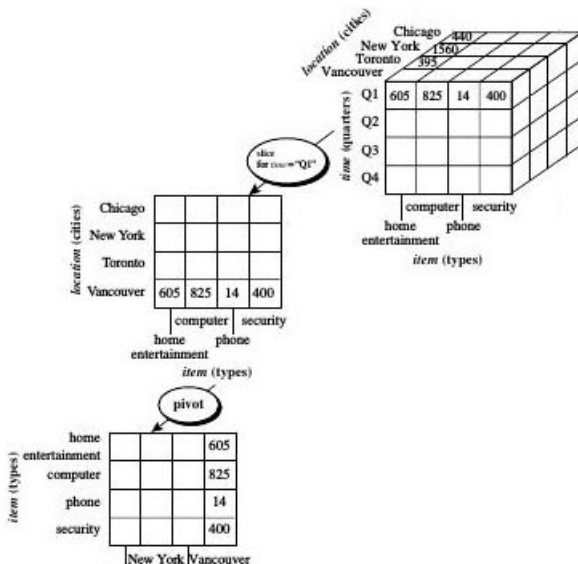 Chicago 440
New York 1560
Toronto 395
Vancouver
location (cities)
Q1 605 825 14 400
Q2
Q3
Q4
time (quarters)
computer security
home phone
entertainment
item (types)
slice
for time = "Q1"
Chicago
New York
Toronto
Vancouver 605 825 14 400
location (cities)
computer security
home phone
entertainment
item (types)
pivot
home
entertainment 605
computer 825
phone 14
security 400
item (types)
New York Vancouver